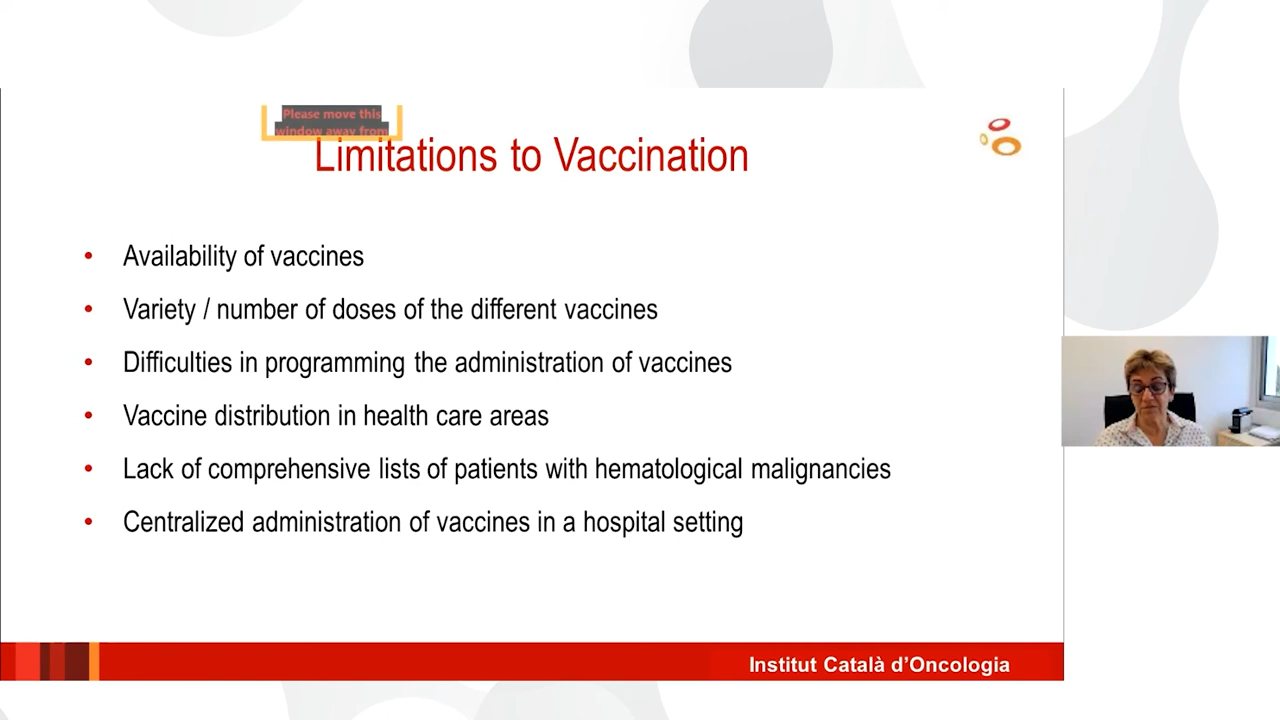 Please move this
window away from
Limitations to Vaccination
• Availability of vaccines
• Variety / number of doses of the different vaccines
• Difficulties in programming the administration of vaccines
• Vaccine distribution in health care areas
• Lack of comprehensive lists of patients with hematological malignancies
• Centralized administration of vaccines in a hospital setting
Institut Català d’Oncologia